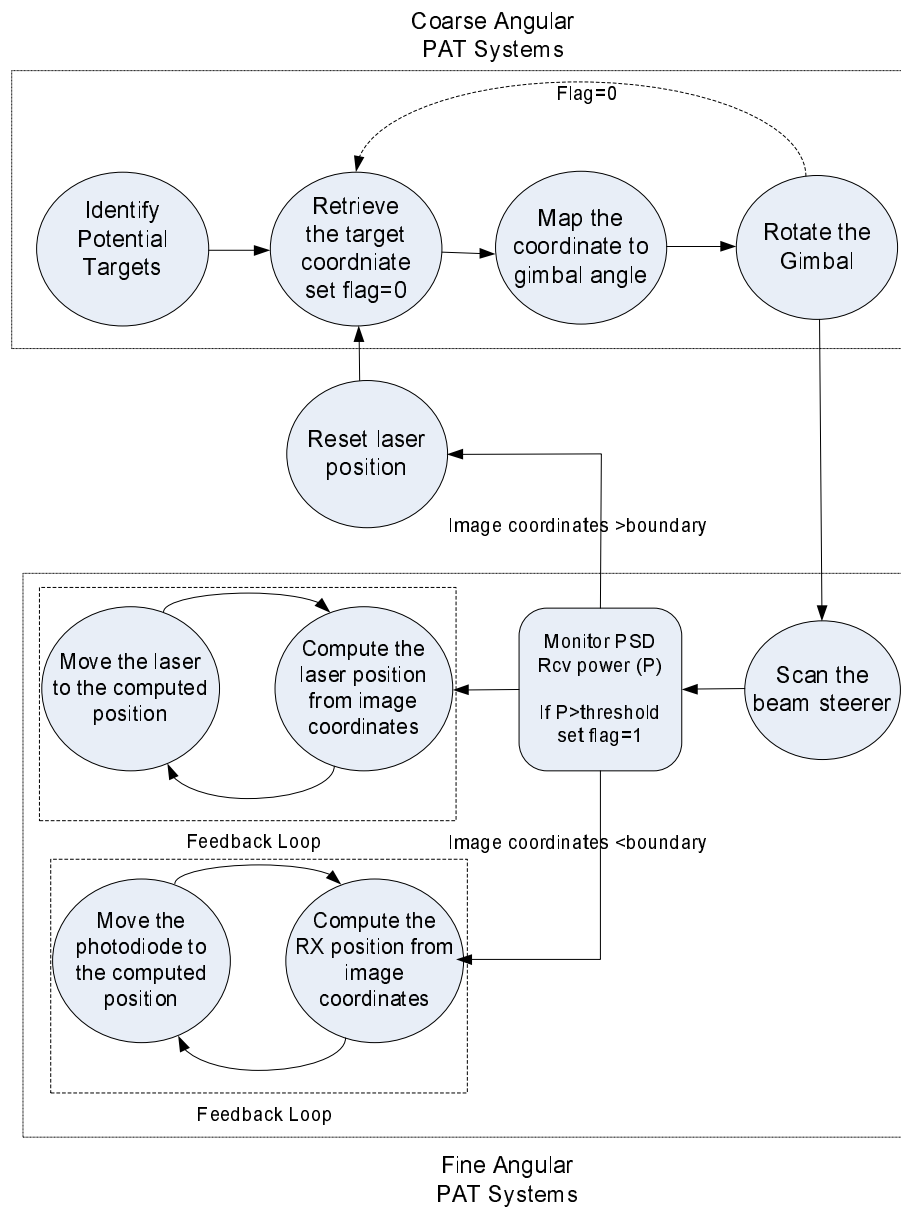 Coarse Angular
PAT Systems
Flag=0
Identify
Potential
Targets
Retrieve
the target
coordniate
set flag=0
Map the
coordinate to
gimbal angle
Rotate the
Gimbal
Reset laser
position
Image coordinates >boundary
Move the laser
to the computed
position
Compute the
laser position
from image
coordinates
Monitor PSD
Rcv power (P)
If P>threshold
set flag=1
Scan the
beam steerer
Feedback Loop
Image coordinates <boundary
Move the
photodiode to
the computed
position
Compute the
RX position from
image
coordinates
Feedback Loop
Fine Angular
PAT Systems